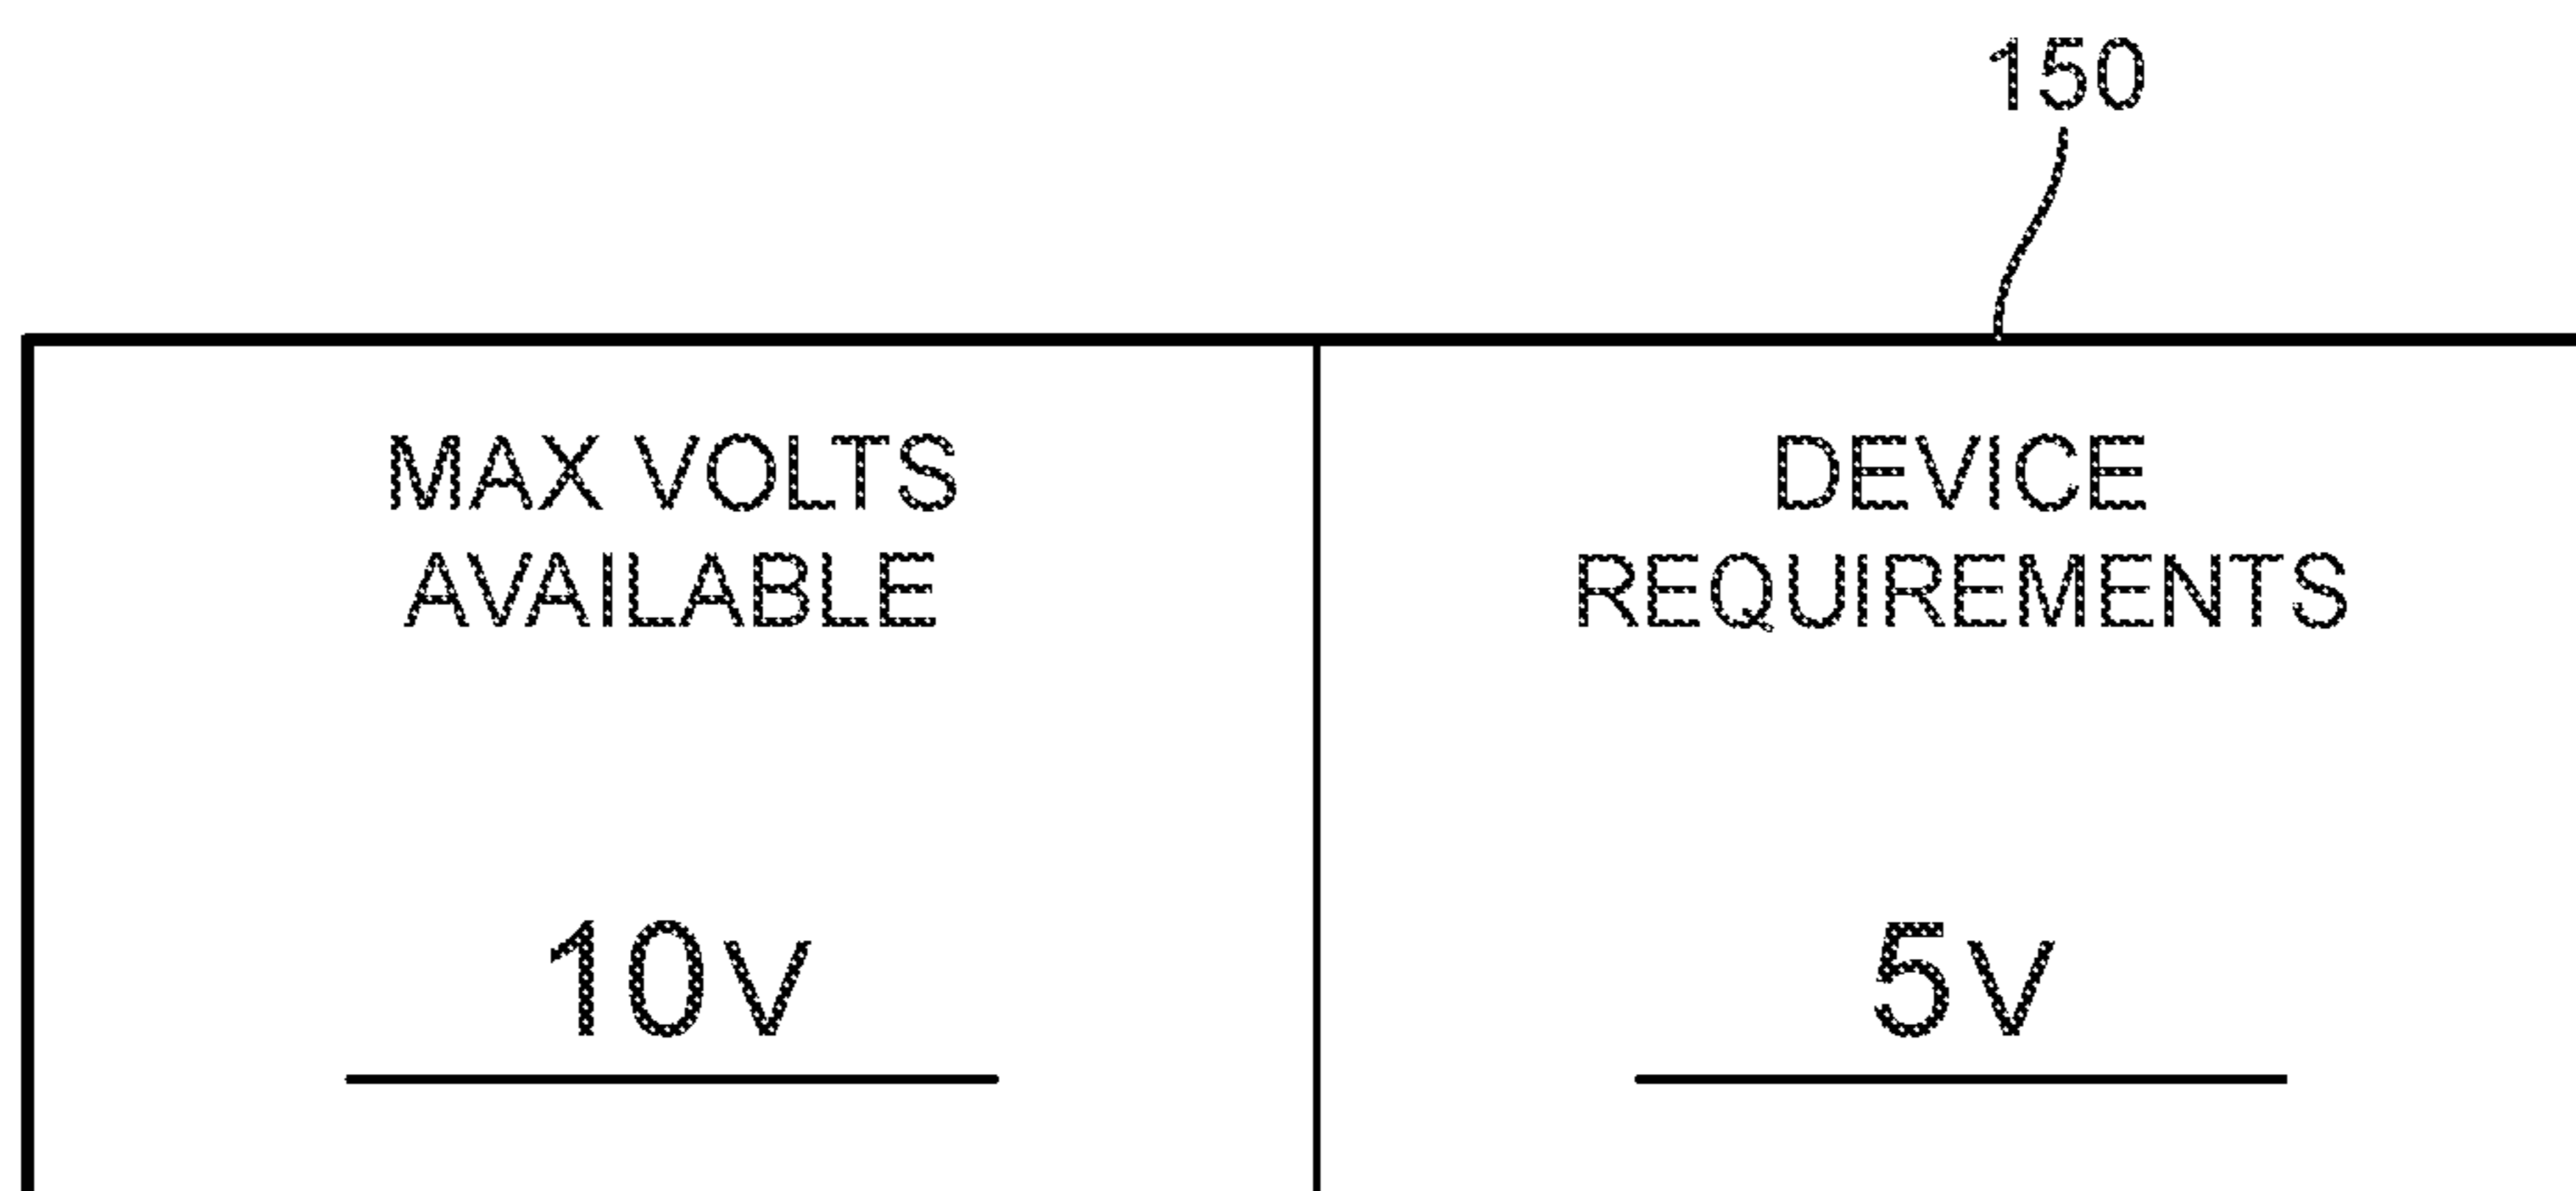 150
MAX VOLTS
AVAILABLE
10V
DEVICE
REQUIREMENTS
5V